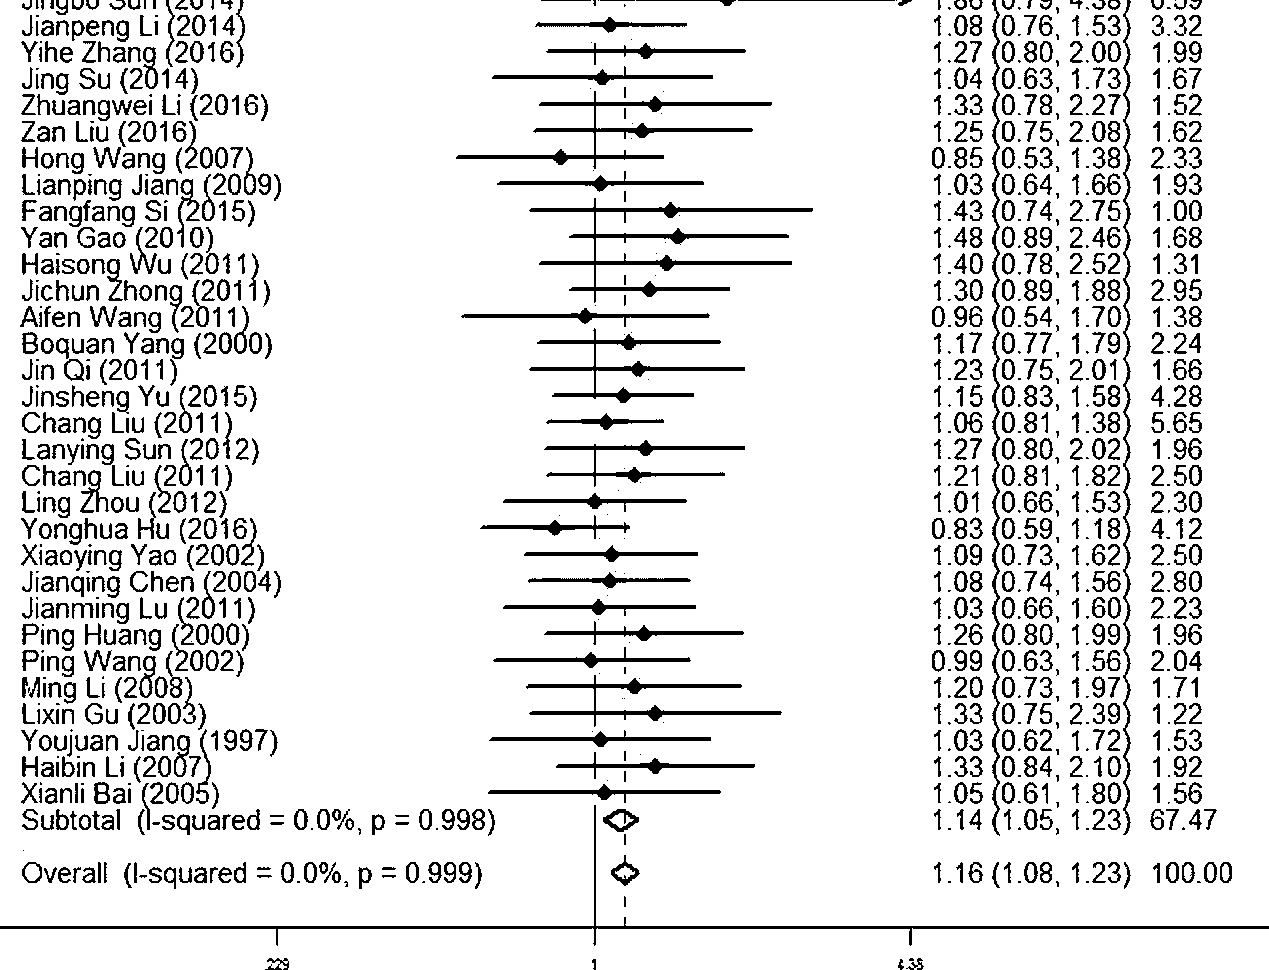 Jingbo Sun (2014) 1.86 (0.79, 4.38) 0.59
Jianpeng Li (2014) 1.08 (0.76, 1.53) 3.32
Yihe Zhang (2016) 1.27 (0.80, 2.00) 1.99
Jing Su (2014) 1.04 (0.63, 1.73) 1.67
Zhuangwei Li (2016) 1.33 (0.78, 2.27) 1.52
Zan Liu (2016) 1.25 (0.75, 2.08) 1.62
Hong Wang (2007) 0.85 (0.53, 1.38) 2.33
Lianping Jiang (2009) 1.03 (0.64, 1.66) 1.93
Fangfang Si (2015) 1.43 (0.74, 2.75) 1.00
Yan Gao (2010) 1.48 (0.89, 2.46) 1.68
Haisong Wu (2011) 1.40 (0.78, 2.52) 1.31
Jichun Zhong (2011) 1.30 (0.89, 1.88) 2.95
Aifen Wang (2011) 0.96 (0.54, 1.70) 1.38
Boquan Yang (2000) 1.17 (0.77, 1.79) 2.24
Jin Qi (2011) 1.23 (0.75, 2.01) 1.66
Jinsheng Yu (2015) 1.15 (0.83, 1.58) 4.28
Chang Liu (2011) 1.06 (0.81, 1.38) 5.65
Lanying Sun (2012) 1.27 (0.80, 2.02) 1.96
Chang Liu (2011) 1.21 (0.81, 1.82) 2.50
Ling Zhou (2012) 1.01 (0.66, 1.53) 2.30
Yonghua Hu (2016) 0.83 (0.59, 1.18) 4.12
Xiaoying Yao (2002) 1.09 (0.73, 1.62) 2.50
Jianqing Chen (2004) 1.08 (0.74, 1.56) 2.80
Jianming Lu (2011) 1.03 (0.66, 1.60) 2.23
Ping Huang (2000) 1.26 (0.80, 1.99) 1.96
Ping Wang (2002) 0.99 (0.63, 1.56) 2.04
Ming Li (2008) 1.20 (0.73, 1.97) 1.71
Lixin Gu (2003) 1.33 (0.75, 2.39) 1.22
Youjuan Jiang (1997) 1.03 (0.62, 1.72) 1.53
Haibin Li (2007) 1.33 (0.84, 2.10) 1.92
Xianli Bai (2005) 1.05 (0.61, 1.80) 1.56
Subtotal (I-squared = 0.0%, p = 0.998) 1.14 (1.05, 1.23) 67.47
Overall (I-squared = 0.0%, p = 0.999) 1.16 (1.08, 1.23) 100.00
.229 1 4.38